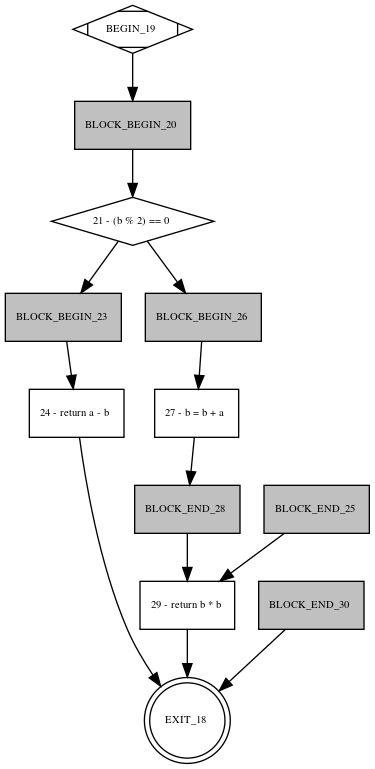 BEGIN_19
BLOCK_BEGIN_20
21 - (b % 2) == 0
BLOCK_BEGIN_23
BLOCK_BEGIN_26
24 - return a - b
27 - b = b + a
BLOCK_END_28
BLOCK_END_25
29 - return b * b
BLOCK_END_30
EXIT_18